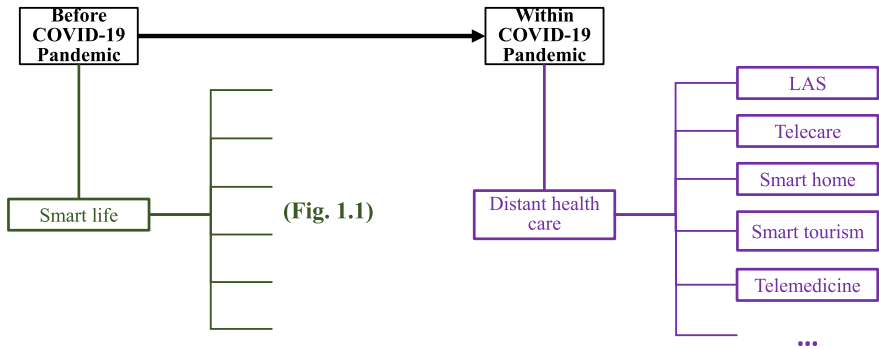 Before
COVID-19
Pandemic
Within
COVID-19
Pandemic
Smart life
(Fig. 1.1)
Distant health
care
LAS
Telecare
Smart home
Smart tourism
Telemedicine
...